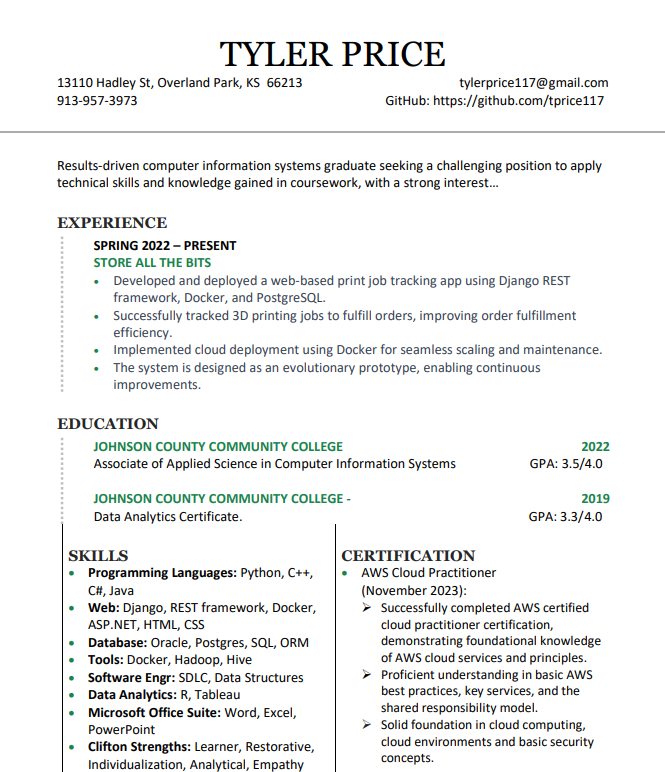 TYLER PRICE
13110 Hadley St, Overland Park, KS  66213
tylerprice117@gmail.com
913-957-3973
GitHub: https://github.com/tprice117
Results-driven computer information systems graduate seeking a challenging position to apply
technical skills and knowledge gained in coursework, with a strong interest…
EXPERIENCE
SPRING 2022 – PRESENT
STORE ALL THE BITS
• Developed and deployed a web-based print job tracking app using Django REST
framework, Docker, and PostgreSQL.
• Successfully tracked 3D printing jobs to fulfill orders, improving order fulfillment
efficiency.
• Implemented cloud deployment using Docker for seamless scaling and maintenance.
• The system is designed as an evolutionary prototype, enabling continuous
improvements.
EDUCATION
JOHNSON COUNTY COMMUNITY COLLEGE 2022
Associate of Applied Science in Computer Information Systems GPA: 3.5/4.0
JOHNSON COUNTY COMMUNITY COLLEGE - 2019
Data Analytics Certificate. GPA: 3.3/4.0
SKILLS
• Programming Languages: Python, C++,
C#, Java
• Web: Django, REST framework, Docker,
ASP.NET, HTML, CSS
• Database: Oracle, Postgres, SQL, ORM
• Tools: Docker, Hadoop, Hive
• Software Engr: SDLC, Data Structures
• Data Analytics: R, Tableau
• Microsoft Office Suite: Word, Excel,
PowerPoint
• Clifton Strengths: Learner, Restorative,
Individualization, Analytical, Empathy
CERTIFICATION
• AWS Cloud Practitioner
(November 2023):
➢ Successfully completed AWS certified
cloud practitioner certification,
demonstrating foundational knowledge
of AWS cloud services and principles.
➢ Proficient understanding in basic AWS
best practices, key services, and the
shared responsibility model.
➢ Solid foundation in cloud computing,
cloud environments and basic security
concepts.